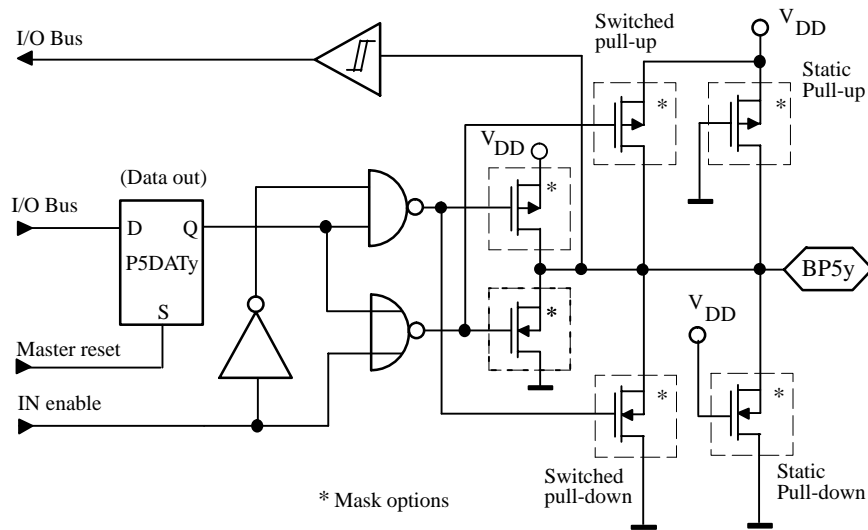 Switched
pull-up
V DD
Static
Pull-up
I/O Bus
*
*
V DD
*
(Data out)
I/O Bus
D
Q
P5DATy
S
BP5y
*
V DD
Master reset
*
*
IN enable
* Mask options
Switched
pull-down
Static
Pull-down